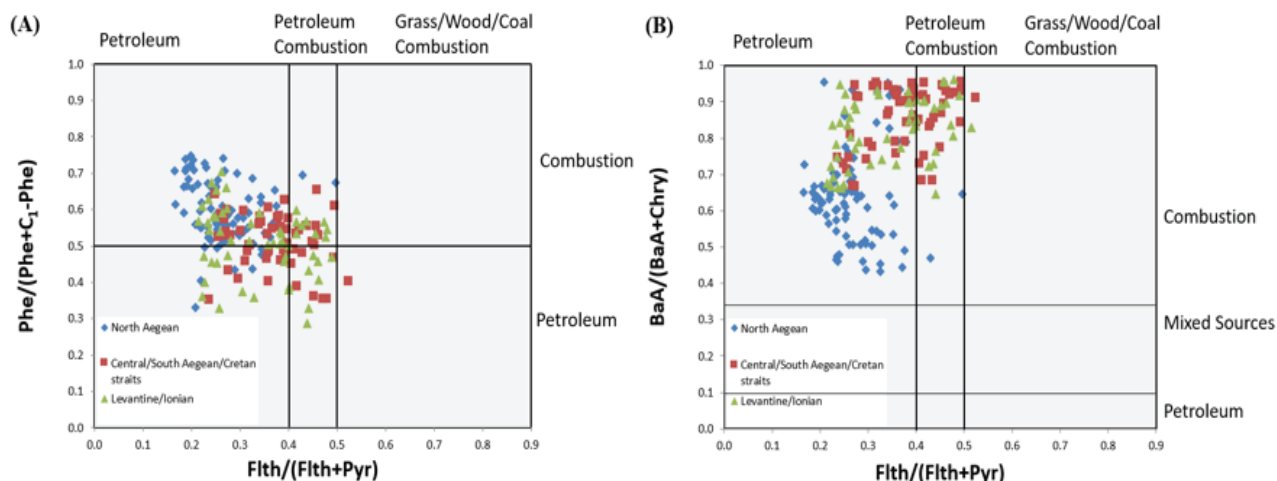 (A)
Petroleum
Petroleum
Combustion
Grass/Wood/Coal
Combustion
1.0
0.9
0.8
0.7
0.6
0.5
0.4
0.3
0.2
0.1
0.0
Phe/(Phe+C₁-Phe)
Combustion
Petroleum
North Aegean
Central/South Aegean/Cretan
straits
Levantine/Ionian
0.0 0.1 0.2 0.3 0.4 0.5 0.6 0.7 0.8 0.9
Flth/(Flth+Pyr)
(B)
Petroleum
Petroleum
Combustion
Grass/Wood/Coal
Combustion
1.0
0.9
0.8
0.7
0.6
0.5
0.4
0.3
0.2
0.1
0.0
BaA/(BaA+Chry)
Combustion
Mixed Sources
Petroleum
North Aegean
Central/South Aegean/Cretan
straits
Levantine/Ionian
0.0 0.1 0.2 0.3 0.4 0.5 0.6 0.7 0.8 0.9
Flth/(Flth+Pyr)